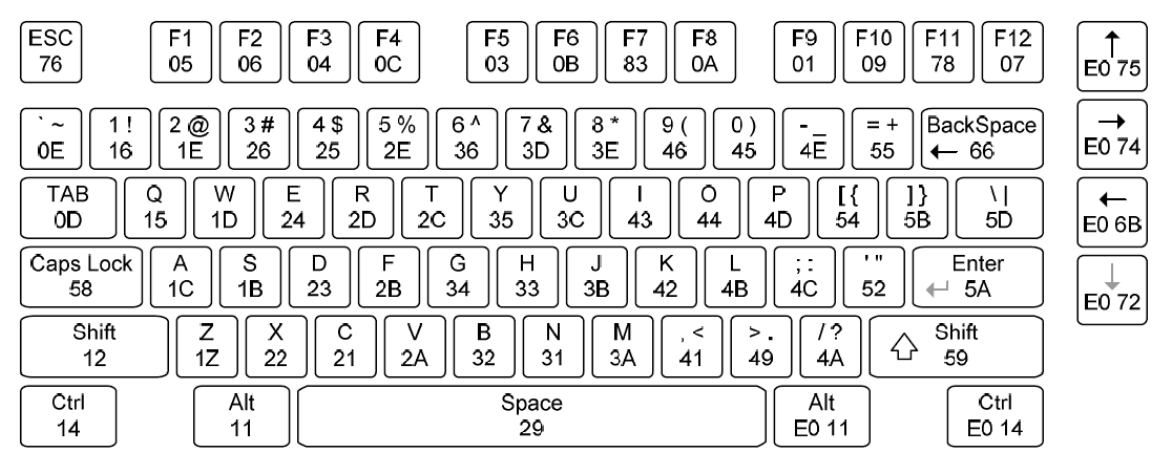 ESC F1 F2 F3 F4 F5 F6 F7 F8 F9 F10 F11 F12 ↑
76 05 06 04 0C 03 0B 83 0A 01 09 78 07 E0 75
` ~ 1 ! 2 @ 3 # 4 $ 5 % 6 ^ 7 & 8 * 9 ( 0 ) - _ = + BackSpace →
0E 16 1E 26 25 2E 36 3D 3E 46 45 4E 55 ← 66 E0 74
TAB Q W E R T Y U I O P [ { ] } \ | ←
0D 15 1D 24 2D 2C 35 3C 43 44 4D 54 5B 5D E0 6B
Caps Lock A S D F G H J K L ; : ' " Enter ↓
58 1C 1B 23 2B 34 33 3B 42 4B 4C 52 ↵ 5A E0 72
Shift Z X C V B N M , < > . / ? ⇧ Shift
12 1Z 22 21 2A 32 31 3A 41 49 4A 59
Ctrl Alt Space Alt Ctrl
14 11 29 E0 11 E0 14